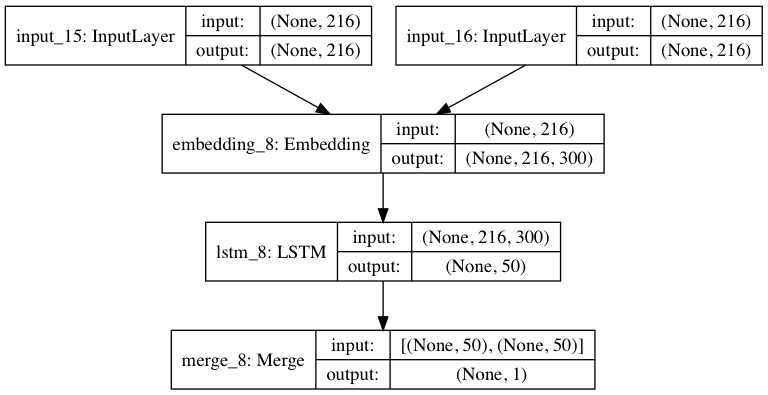 input_15: InputLayer
input: (None, 216)
output: (None, 216)
input_16: InputLayer
input: (None, 216)
output: (None, 216)
embedding_8: Embedding
input: (None, 216)
output: (None, 216, 300)
lstm_8: LSTM
input: (None, 216, 300)
output: (None, 50)
merge_8: Merge
input: [(None, 50), (None, 50)]
output: (None, 1)